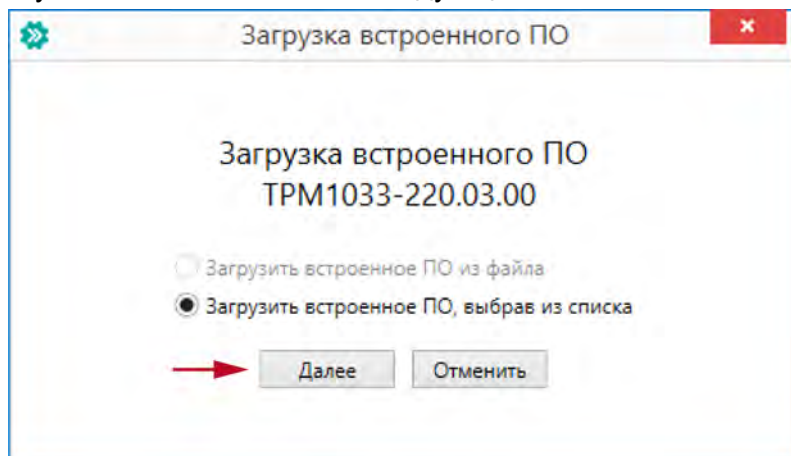 Загрузка встроенного ПО
Загрузка встроенного ПО
ТРМ1033-220.03.00
Загрузить встроенное ПО из файла
Загрузить встроенное ПО, выбрав из списка
Далее
Отменить